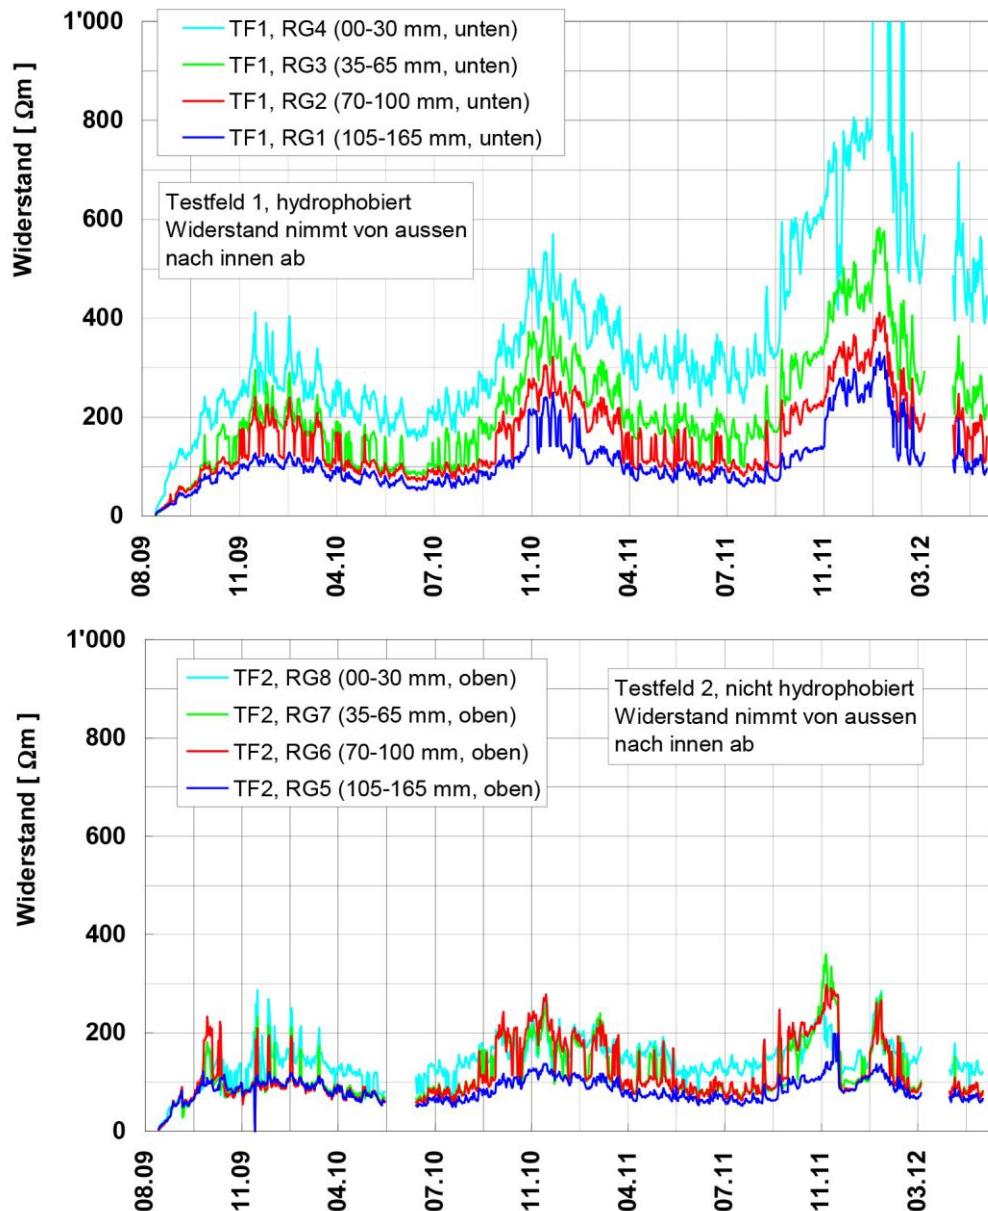 1'000
800
600
400
200
0
Widerstand [ Ωm ]
TF1, RG4 (00-30 mm, unten)
TF1, RG3 (35-65 mm, unten)
TF1, RG2 (70-100 mm, unten)
TF1, RG1 (105-165 mm, unten)
Testfeld 1, hydrophobiert
Widerstand nimmt von aussen
nach innen ab
08.09
11.09
04.10
07.10
11.10
04.11
07.11
11.11
03.12
1'000
800
600
400
200
0
Widerstand [ Ωm ]
TF2, RG8 (00-30 mm, oben)
TF2, RG7 (35-65 mm, oben)
TF2, RG6 (70-100 mm, oben)
TF2, RG5 (105-165 mm, oben)
Testfeld 2, nicht hydrophobiert
Widerstand nimmt von aussen
nach innen ab
08.09
11.09
04.10
07.10
11.10
04.11
07.11
11.11
03.12